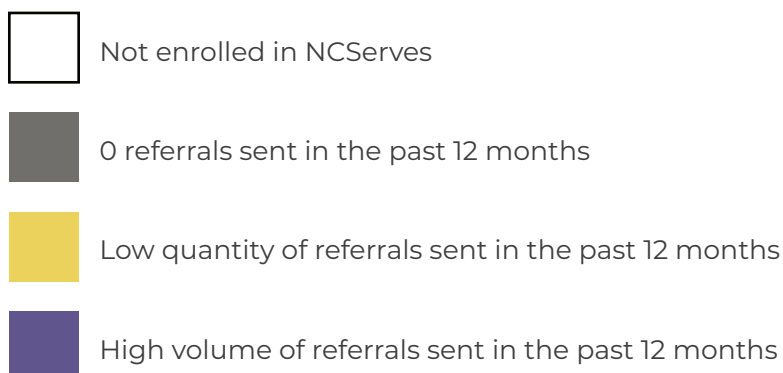 Not enrolled in NCServes
0 referrals sent in the past 12 months
Low quantity of referrals sent in the past 12 months
High volume of referrals sent in the past 12 months